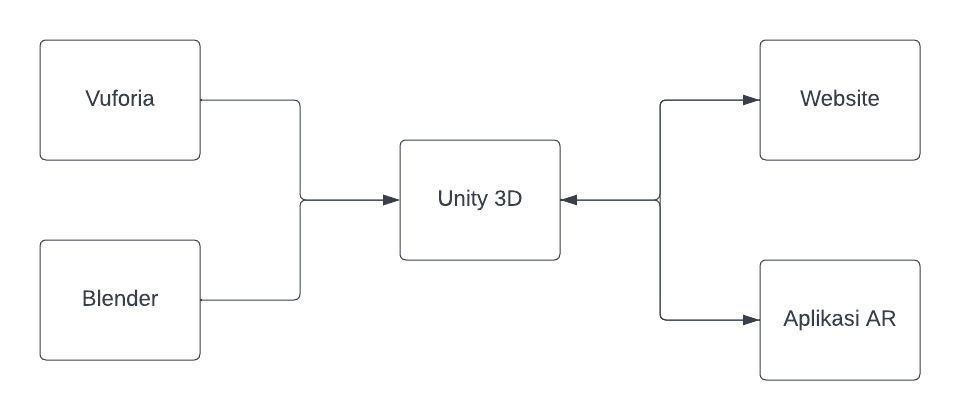 Vuforia
Blender
Unity 3D
Website
Aplikasi AR